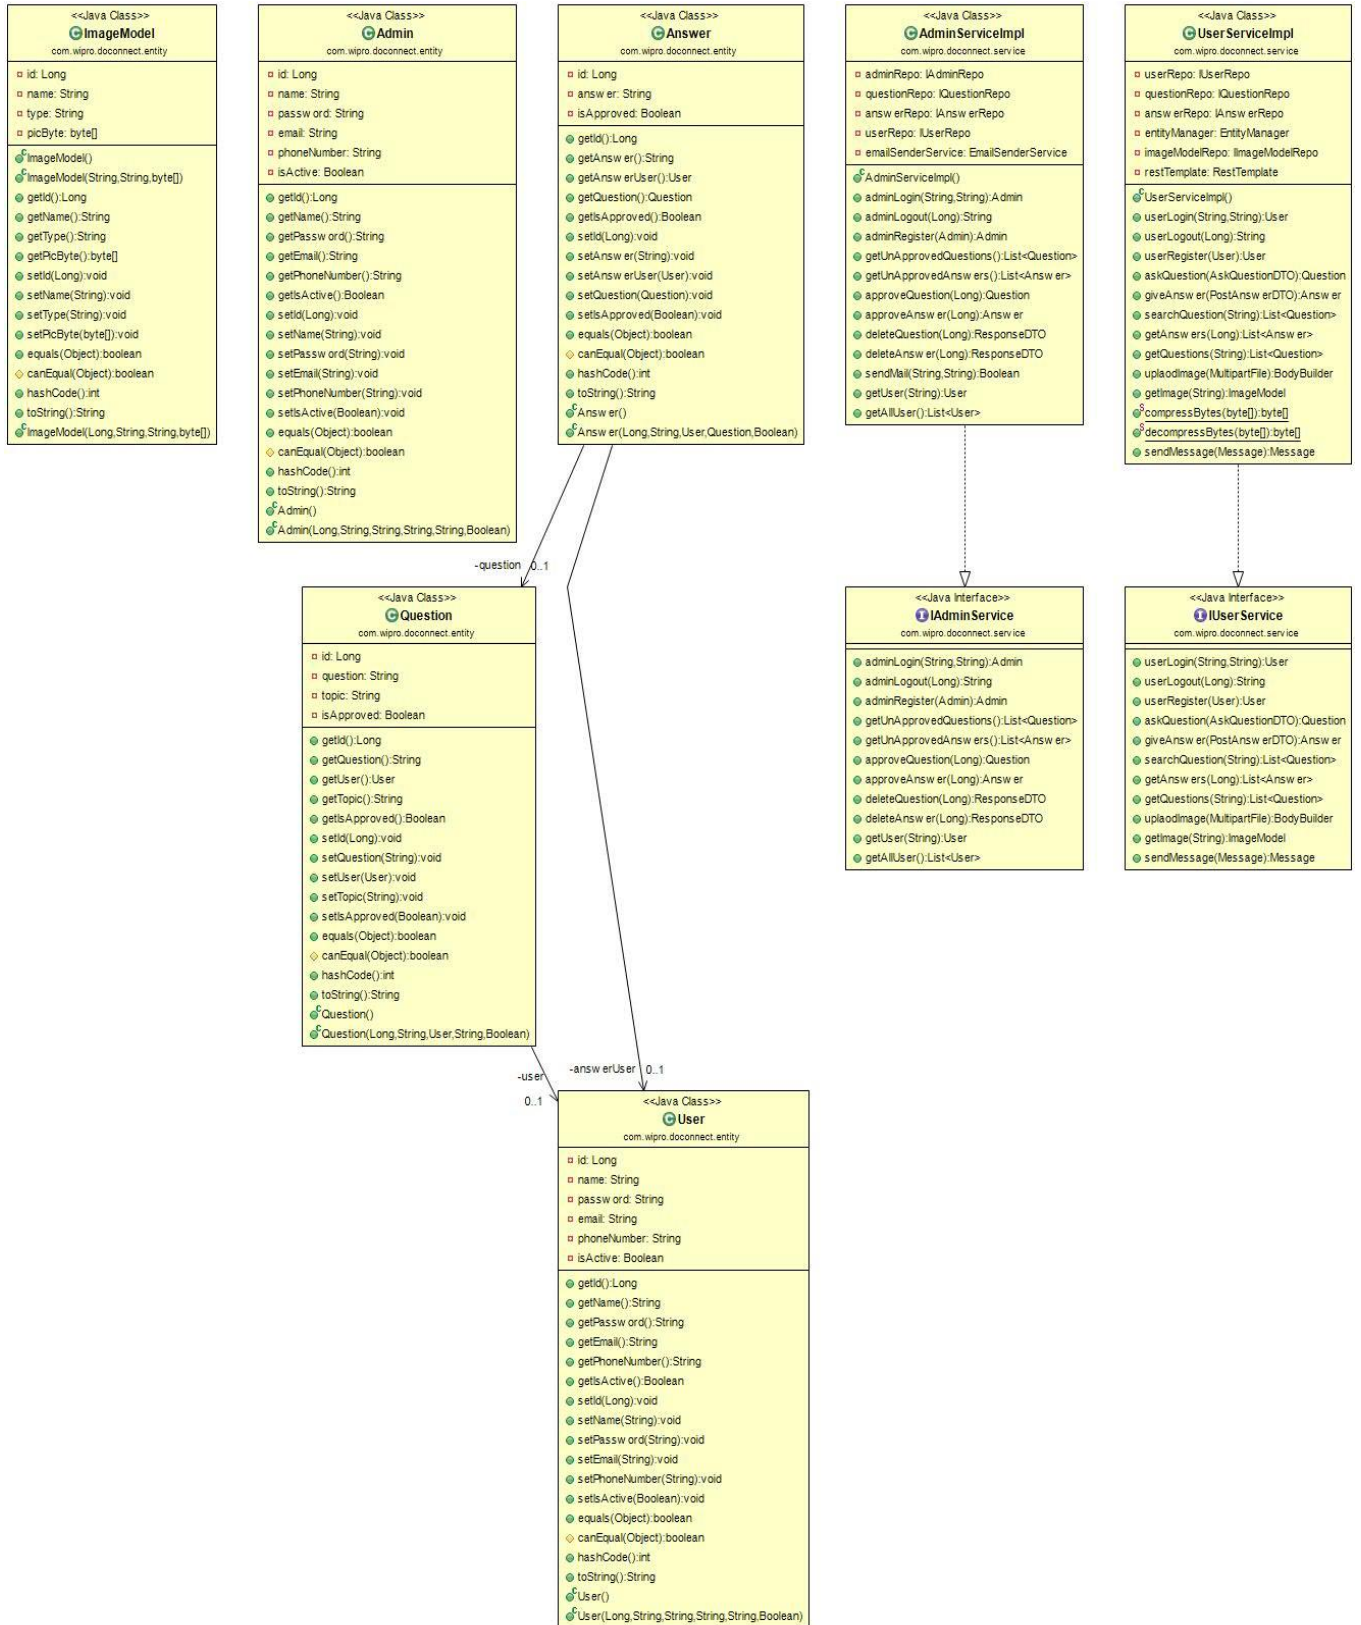 <<Java Class>>
ImageModel
com.wipro.doconnect.entity
id: Long
name: String
type: String
picByte: byte[]
ImageModel()
ImageModel(String,String,byte[])
getId():Long
getName():String
getType():String
getPicByte():byte[]
setId(Long):void
setName(String):void
setType(String):void
setPicByte(byte[]):void
equals(Object):boolean
canEqual(Object):boolean
hashCode():int
toString():String
ImageModel(Long,String,String,byte[])
<<Java Class>>
Admin
com.wipro.doconnect.entity
id: Long
name: String
password: String
email: String
phoneNumber: String
isActive: Boolean
getId():Long
getName():String
getPassword():String
getEmail():String
getPhoneNumber():String
getIsActive():Boolean
setId(Long):void
setName(String):void
setPassword(String):void
setEmail(String):void
setPhoneNumber(String):void
setIsActive(Boolean):void
equals(Object):boolean
canEqual(Object):boolean
hashCode():int
toString():String
Admin()
Admin(Long,String,String,String,String,Boolean)
<<Java Class>>
Answer
com.wipro.doconnect.entity
id: Long
answer: String
isApproved: Boolean
getId():Long
getAnswer():String
getAnswerUser():User
getQuestion():Question
getIsApproved():Boolean
setId(Long):void
setAnswer(String):void
setAnswerUser(User):void
setQuestion(Question):void
setIsApproved(Boolean):void
equals(Object):boolean
canEqual(Object):boolean
hashCode():int
toString():String
Answer()
Answer(Long,String,User,Question,Boolean)
<<Java Class>>
AdminServiceImpl
com.wipro.doconnect.service
adminRepo: IAdminRepo
questionRepo: IQuestionRepo
answerRepo: IAnswerRepo
userRepo: IUserRepo
emailSenderService: EmailSenderService
AdminServiceImpl()
adminLogin(String,String):Admin
adminLogout(Long):String
adminRegister(Admin):Admin
getUnApprovedQuestions():List<Question>
getUnApprovedAnswers():List<Answer>
approveQuestion(Long):Question
approveAnswer(Long):Answer
deleteQuestion(Long):ResponseDTO
deleteAnswer(Long):ResponseDTO
sendMail(String,String):Boolean
getUser(String):User
getAllUser():List<User>
<<Java Class>>
UserServiceImpl
com.wipro.doconnect.service
userRepo: IUserRepo
questionRepo: IQuestionRepo
answerRepo: IAnswerRepo
entityManager: EntityManager
imageModelRepo: IImageModelRepo
restTemplate: RestTemplate
UserServiceImpl()
userLogin(String,String):User
userLogout(Long):String
userRegister(User):User
askQuestion(AskQuestionDTO):Question
giveAnswer(PostAnswerDTO):Answer
searchQuestion(String):List<Question>
getAnswers(Long):List<Answer>
getQuestions(String):List<Question>
uplaodImage(MultipartFile):BodyBuilder
getImage(String):ImageModel
compressBytes(byte[]):byte[]
decompressBytes(byte[]):byte[]
sendMessage(Message):Message
-question
0..1
<<Java Class>>
Question
com.wipro.doconnect.entity
id: Long
question: String
topic: String
isApproved: Boolean
getId():Long
getQuestion():String
getUser():User
getTopic():String
getIsApproved():Boolean
setId(Long):void
setQuestion(String):void
setUser(User):void
setTopic(String):void
setIsApproved(Boolean):void
equals(Object):boolean
canEqual(Object):boolean
hashCode():int
toString():String
Question()
Question(Long,String,User,String,Boolean)
<<Java Interface>>
IAdminService
com.wipro.doconnect.service
adminLogin(String,String):Admin
adminLogout(Long):String
adminRegister(Admin):Admin
getUnApprovedQuestions():List<Question>
getUnApprovedAnswers():List<Answer>
approveQuestion(Long):Question
approveAnswer(Long):Answer
deleteQuestion(Long):ResponseDTO
deleteAnswer(Long):ResponseDTO
getUser(String):User
getAllUser():List<User>
<<Java Interface>>
IUserService
com.wipro.doconnect.service
userLogin(String,String):User
userLogout(Long):String
userRegister(User):User
askQuestion(AskQuestionDTO):Question
giveAnswer(PostAnswerDTO):Answer
searchQuestion(String):List<Question>
getAnswers(Long):List<Answer>
getQuestions(String):List<Question>
uplaodImage(MultipartFile):BodyBuilder
getImage(String):ImageModel
sendMessage(Message):Message
-user
0..1
-answerUser
0..1
<<Java Class>>
User
com.wipro.doconnect.entity
id: Long
name: String
password: String
email: String
phoneNumber: String
isActive: Boolean
getId():Long
getName():String
getPassword():String
getEmail():String
getPhoneNumber():String
getIsActive():Boolean
setId(Long):void
setName(String):void
setPassword(String):void
setEmail(String):void
setPhoneNumber(String):void
setIsActive(Boolean):void
equals(Object):boolean
canEqual(Object):boolean
hashCode():int
toString():String
User()
User(Long,String,String,String,String,Boolean)